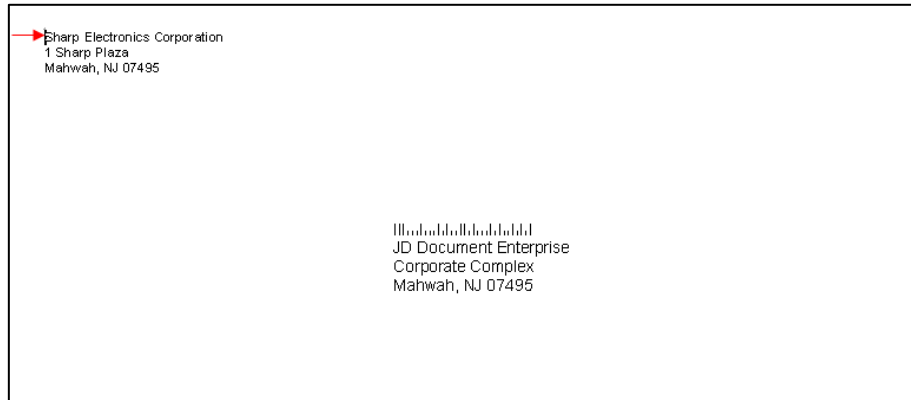 Sharp Electronics Corporation
1 Sharp Plaza
Mahwah, NJ 07495
JD Document Enterprise
Corporate Complex
Mahwah, NJ 07495